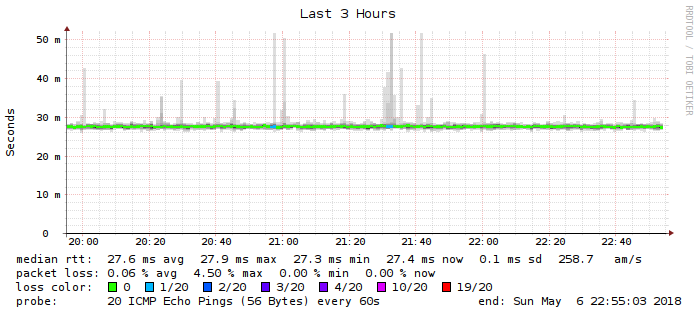 Last 3 Hours
RRDTOOL / TOBI OETIKER
Seconds
50 m
40 m
30 m
20 m
10 m
0
20:00 20:20 20:40 21:00 21:20 21:40 22:00 22:20 22:40
median rtt: 27.6 ms avg 27.9 ms max 27.3 ms min 27.4 ms now 0.1 ms sd 258.7 am/s
packet loss: 0.06 % avg 4.50 % max 0.00 % min 0.00 % now
loss color: 0 1/20 2/20 3/20 4/20 10/20 19/20
probe: 20 ICMP Echo Pings (56 Bytes) every 60s end: Sun May 6 22:55:03 2018